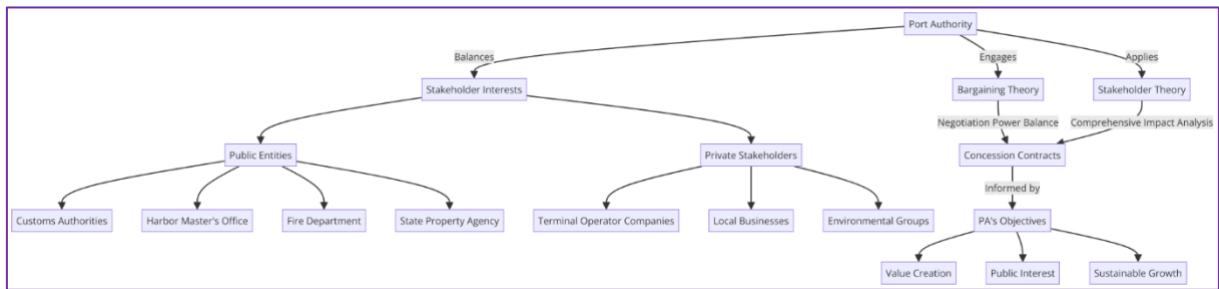 Port Authority
Balances
Engages
Applies
Stakeholder Interests
Bargaining Theory
Stakeholder Theory
Negotiation Power Balance
Comprehensive Impact Analysis
Public Entities
Private Stakeholders
Concession Contracts
Informed by
Customs Authorities
Harbor Master's Office
Fire Department
State Property Agency
Terminal Operator Companies
Local Businesses
Environmental Groups
PA's Objectives
Value Creation
Public Interest
Sustainable Growth